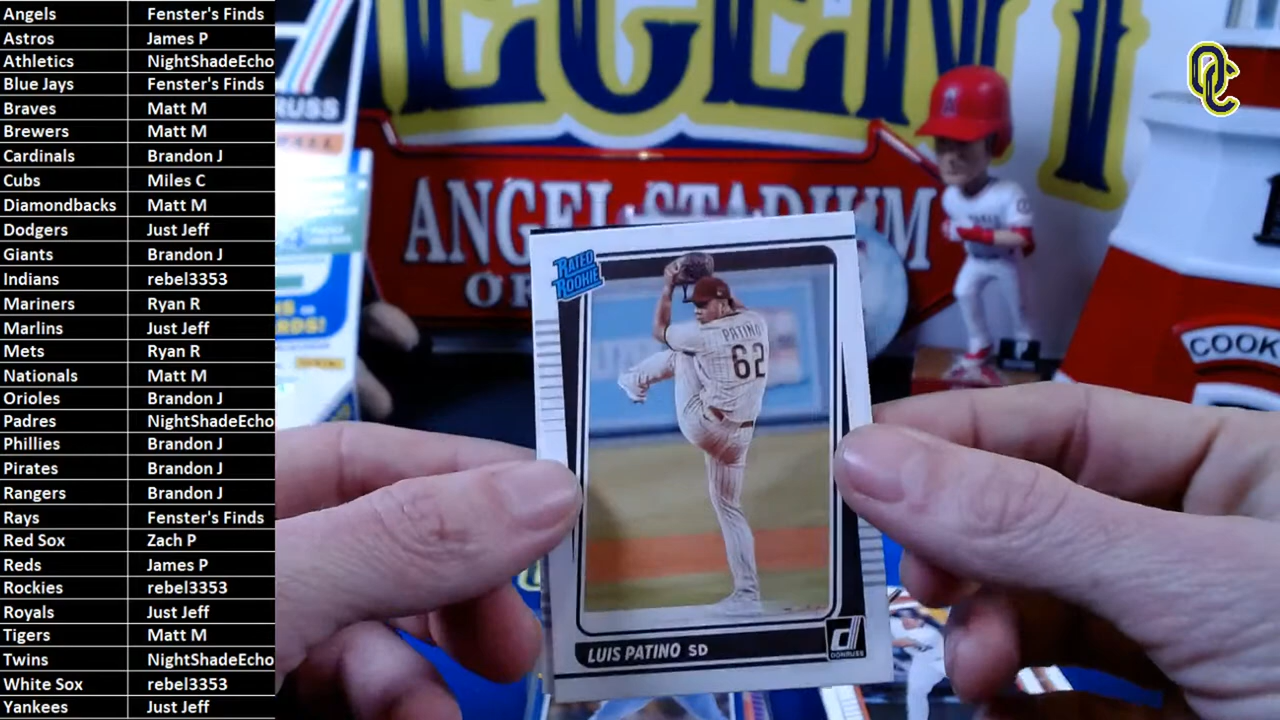 Angels Fenster's Finds
Astros James P
Athletics NightShadeEcho
Blue Jays Fenster's Finds
Braves Matt M
Brewers Matt M
Cardinals Brandon J
Cubs Miles C
Diamondbacks Matt M
Dodgers Just Jeff
Giants Brandon J
Indians rebel3353
Mariners Ryan R
Marlins Just Jeff
Mets Ryan R
Nationals Matt M
Orioles Brandon J
Padres NightShadeEcho
Phillies Brandon J
Pirates Brandon J
Rangers Brandon J
Rays Fenster's Finds
Red Sox Zach P
Reds James P
Rockies rebel3353
Royals Just Jeff
Tigers Matt M
Twins NightShadeEcho
White Sox rebel3353
Yankees Just Jeff
EGEN
ANGEL STADIUM
RUSS
OC
COOK
RATED
ROOKIE
PATINO
62
LUIS PATINO SD
d
DONRUSS